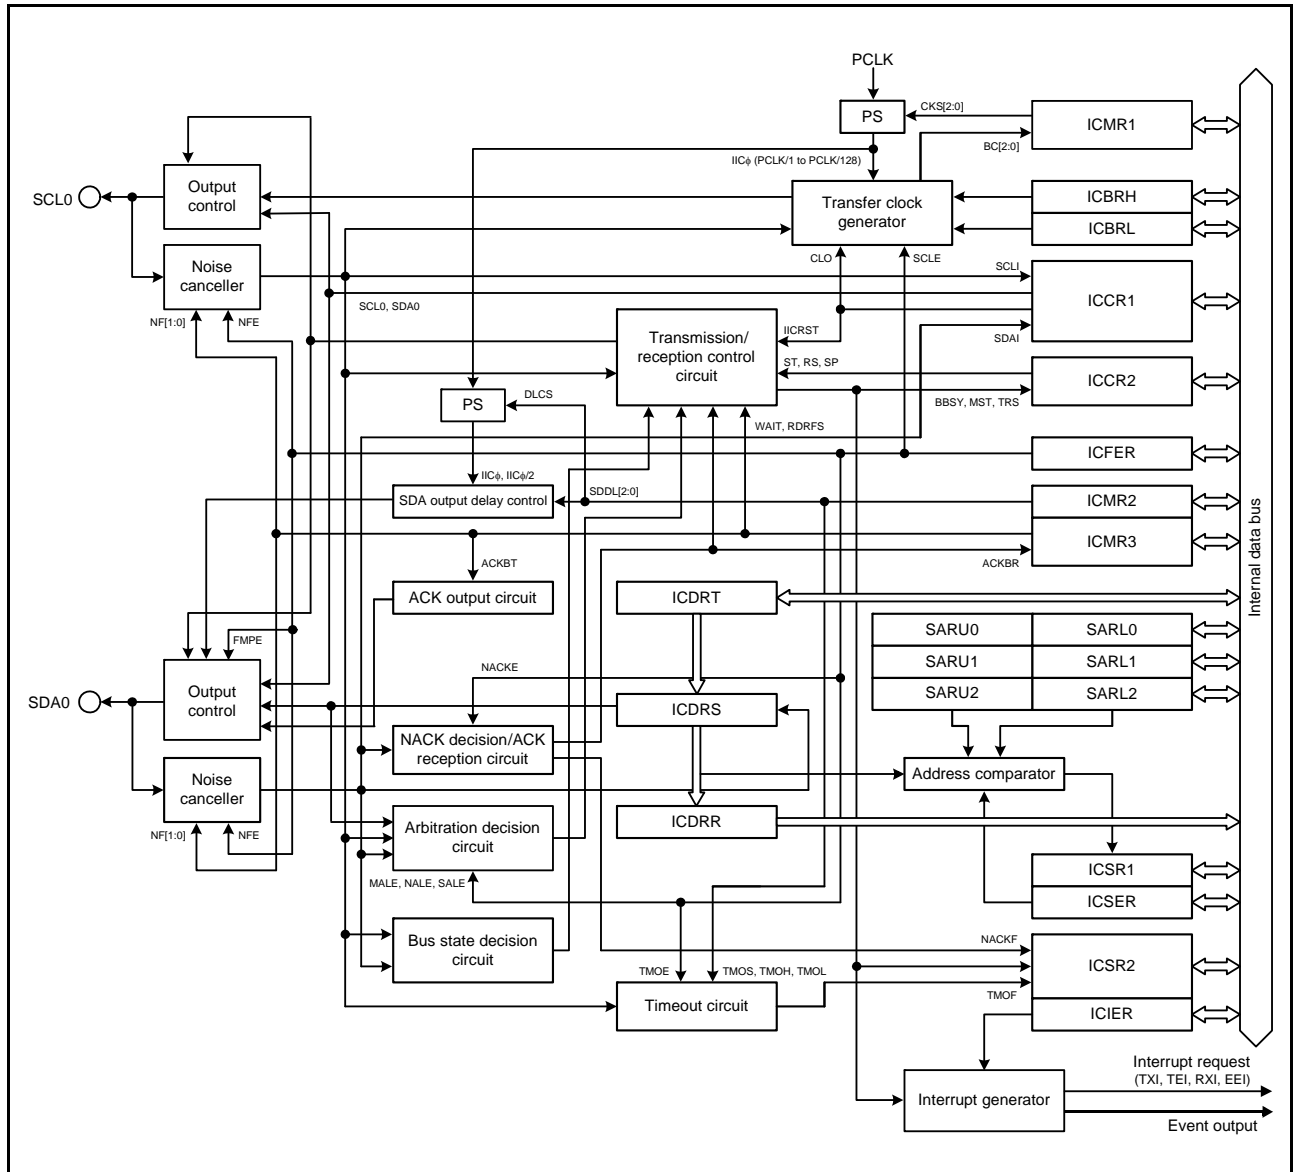 PCLK
PS
CKS[2:0]
ICMR1
BC[2:0]
IICφ (PCLK/1 to PCLK/128)
SCL0
Output
control
Transfer clock
generator
ICBRH
ICBRL
Noise
canceller
CLO
SCLE
SCLI
ICCR1
NF[1:0]
NFE
SCL0, SDA0
Transmission/
reception control
circuit
IICRST
SDAI
ST, RS, SP
ICCR2
BBSY, MST, TRS
PS
DLCS
WAIT, RDRFS
ICFER
IICφ, IICφ/2
SDA output delay control
SDDL[2:0]
ICMR2
ICMR3
ACKBT
ACKBR
ACK output circuit
ICDRT
SARU0
SARL0
SARU1
SARL1
SARU2
SARL2
FMPE
NACKE
SDA0
Output
control
ICDRS
NACK decision/ACK
reception circuit
Address comparator
Noise
canceller
NF[1:0]
NFE
Arbitration decision
circuit
ICDRR
MALE, NALE, SALE
ICSR1
ICSER
Bus state decision
circuit
NACKF
ICSR2
TMOE
TMOS, TMOH, TMOL
TMOF
Timeout circuit
ICIER
Internal data bus
Interrupt generator
Interrupt request
(TXI, TEI, RXI, EEI)
Event output